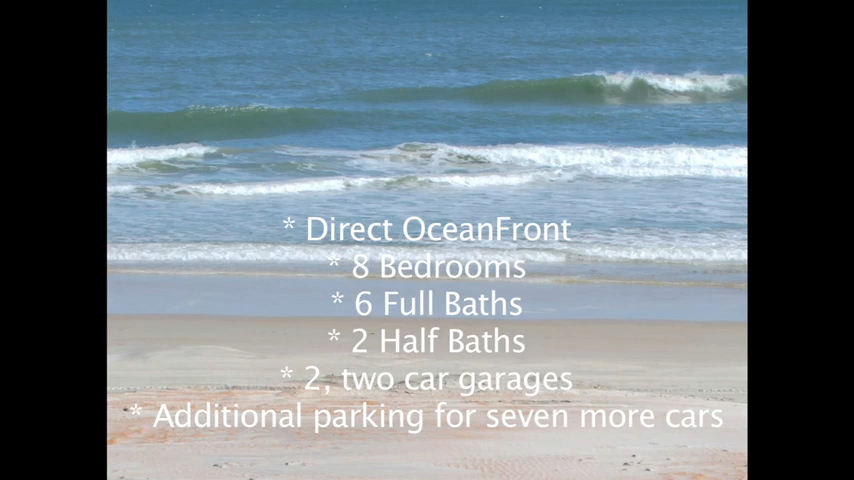 * Direct OceanFront
* 8 Bedrooms
* 6 Full Baths
* 2 Half Baths
* 2, two car garages
* Additional parking for seven more cars